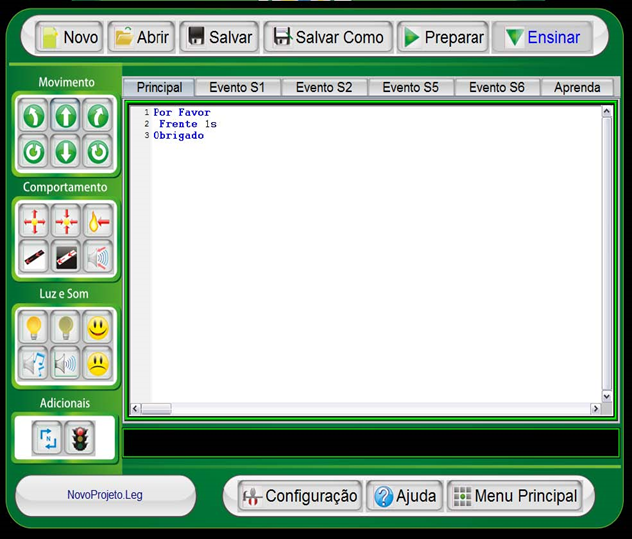 Novo Abrir Salvar Salvar Como Preparar Ensinar
Movimento
Principal Evento S1 Evento S2 Evento S5 Evento S6 Aprenda
1 Por Favor
2 Frente 1s
3 Obrigado
Comportamento
Luz e Som
Adicionais
N
NovoProjeto.Leg
Configuração Ajuda Menu Principal